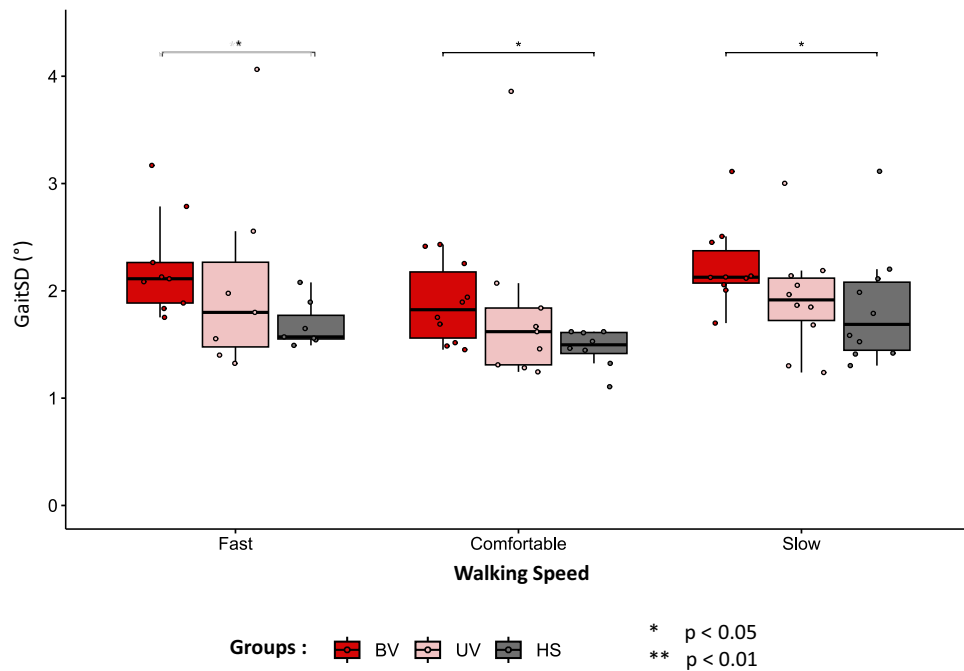 * * *
4
3
2
1
0
GaitSD (°)
Fast Comfortable Slow
Walking Speed
Groups : BV UV HS
* p < 0.05
** p < 0.01